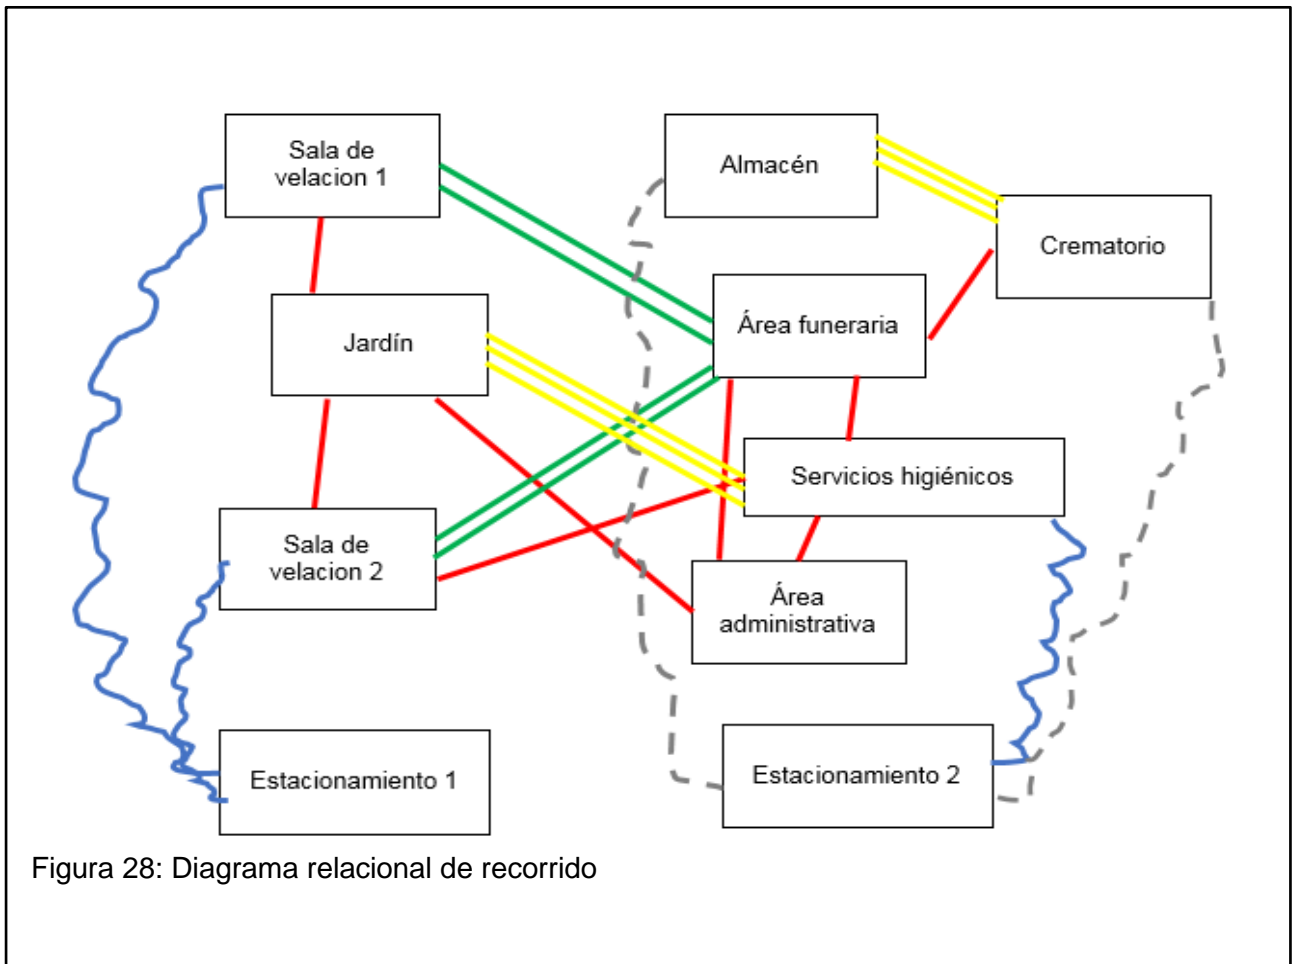 Sala de
velacion 1
Almacén
Crematorio
Jardín
Área funeraria
Servicios higiénicos
Sala de
velacion 2
Área
administrativa
Estacionamiento 1
Estacionamiento 2
Figura 28: Diagrama relacional de recorrido